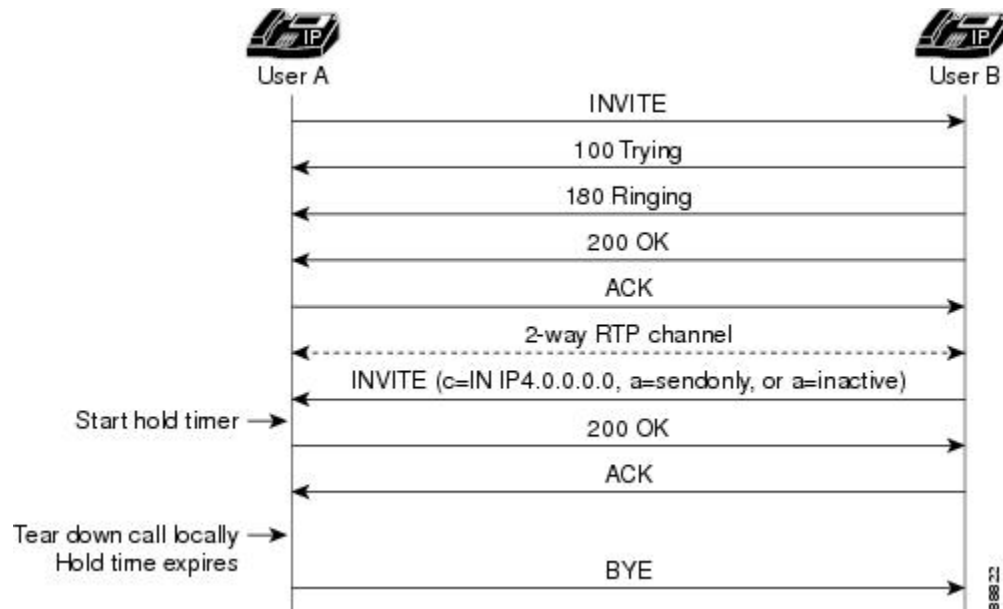 IP
IP
User A
User B
INVITE
100 Trying
180 Ringing
200 OK
ACK
2-way RTP channel
INVITE (c=IN IP4.0.0.0.0, a=sendonly, or a=inactive)
Start hold timer
200 OK
ACK
Tear down call locally
Hold time expires
BYE
88822